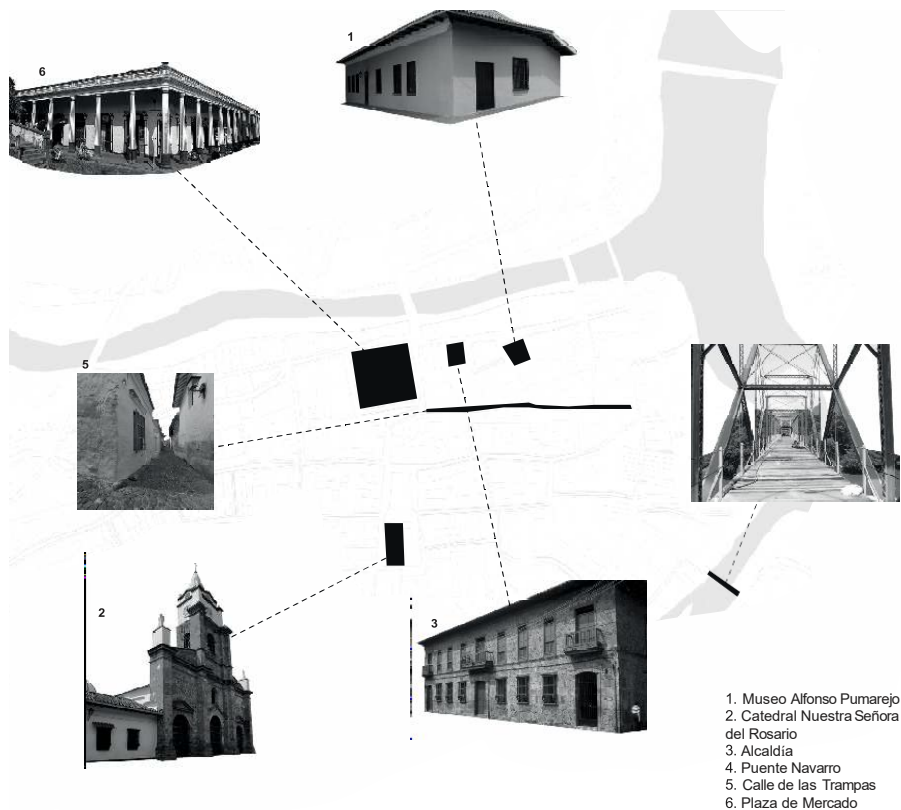 1
6
5
2
3
1. Museo Alfonso Pumarejo
2. Catedral Nuestra Señora
del Rosario
3. Alcaldía
4. Puente Navarro
5. Calle de las Trampas
6. Plaza de Mercado